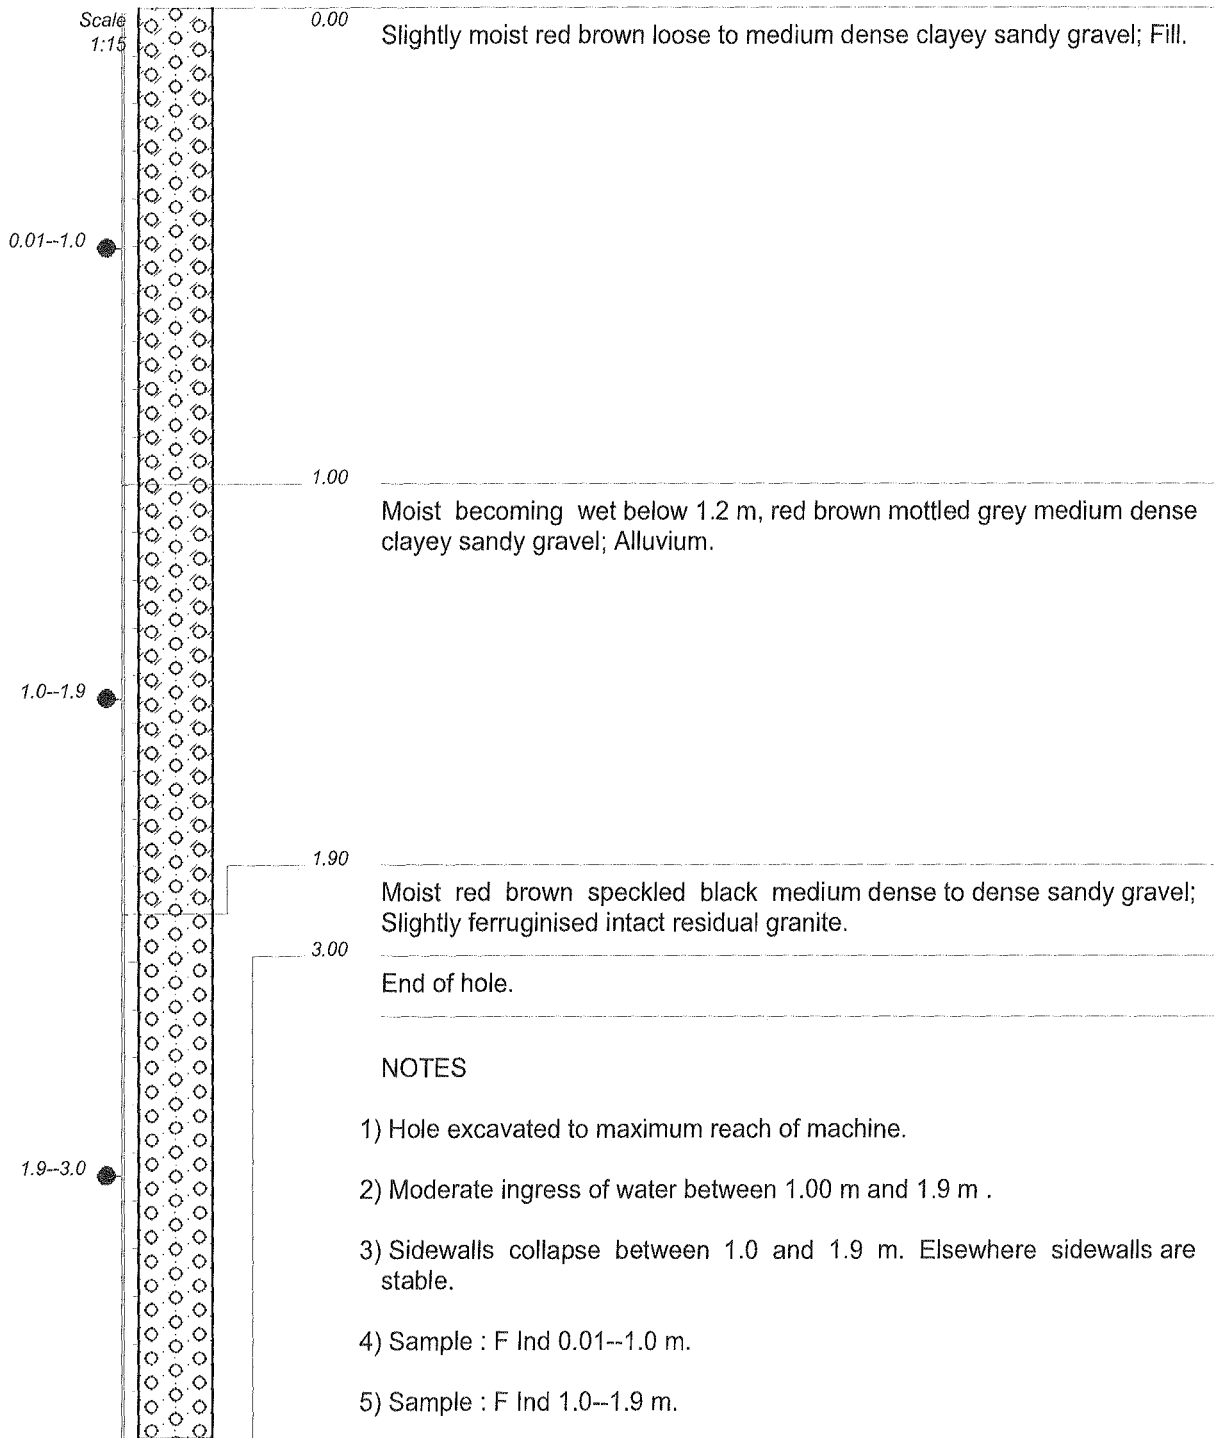 Scale
1:15
0.00
Slightly moist red brown loose to medium dense clayey sandy gravel; Fill.
0.01--1.0
1.00
Moist becoming wet below 1.2 m, red brown mottled grey medium dense
clayey sandy gravel; Alluvium.
1.0--1.9
1.90
Moist red brown speckled black medium dense to dense sandy gravel;
Slightly ferruginised intact residual granite.
3.00
End of hole.
NOTES
1) Hole excavated to maximum reach of machine.
1.9--3.0
2) Moderate ingress of water between 1.00 m and 1.9 m .
3) Sidewalls collapse between 1.0 and 1.9 m. Elsewhere sidewalls are
stable.
4) Sample : F Ind 0.01--1.0 m.
5) Sample : F Ind 1.0--1.9 m.